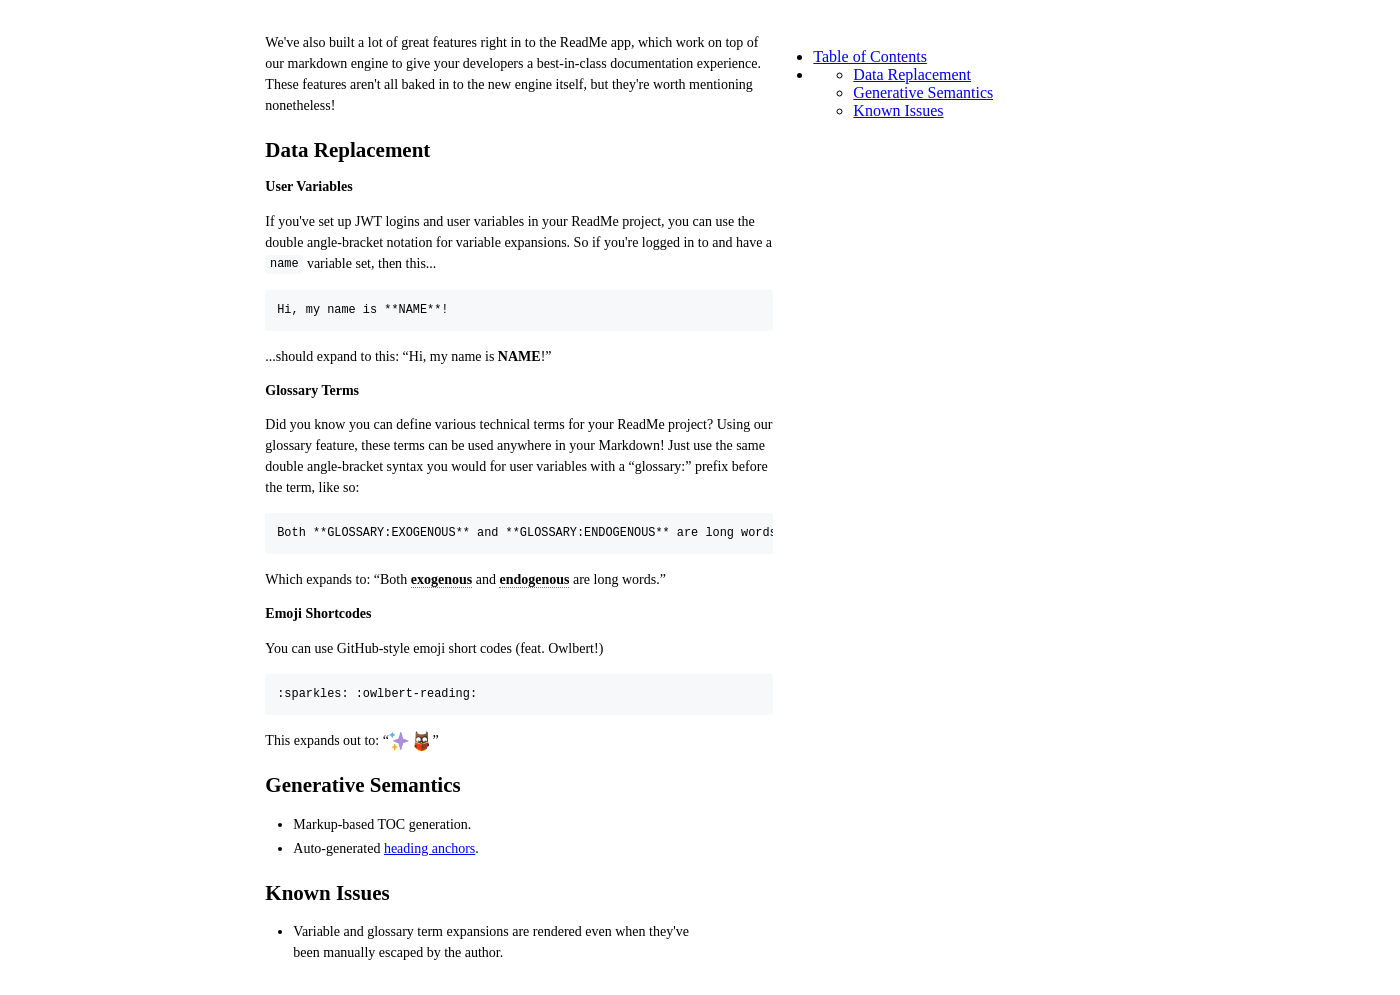 We've also built a lot of great features right in to the ReadMe app, which work on top of
our markdown engine to give your developers a best-in-class documentation experience.
These features aren't all baked in to the new engine itself, but they're worth mentioning
nonetheless!
Data Replacement
User Variables
If you've set up JWT logins and user variables in your ReadMe project, you can use the
double angle-bracket notation for variable expansions. So if you're logged in to and have a
name variable set, then this...
Hi, my name is **NAME**!
...should expand to this: “Hi, my name is NAME!”
Glossary Terms
Did you know you can define various technical terms for your ReadMe project? Using our
glossary feature, these terms can be used anywhere in your Markdown! Just use the same
double angle-bracket syntax you would for user variables with a “glossary:” prefix before
the term, like so:
Both **GLOSSARY:EXOGENOUS** and **GLOSSARY:ENDOGENOUS** are long words
Which expands to: “Both exogenous and endogenous are long words.”
Emoji Shortcodes
You can use GitHub-style emoji short codes (feat. Owlbert!)
:sparkles: :owlbert-reading:
This expands out to: “✨ ”
Generative Semantics
Markup-based TOC generation.
Auto-generated heading anchors.
Known Issues
Variable and glossary term expansions are rendered even when they've
been manually escaped by the author.
Table of Contents
Data Replacement
Generative Semantics
Known Issues